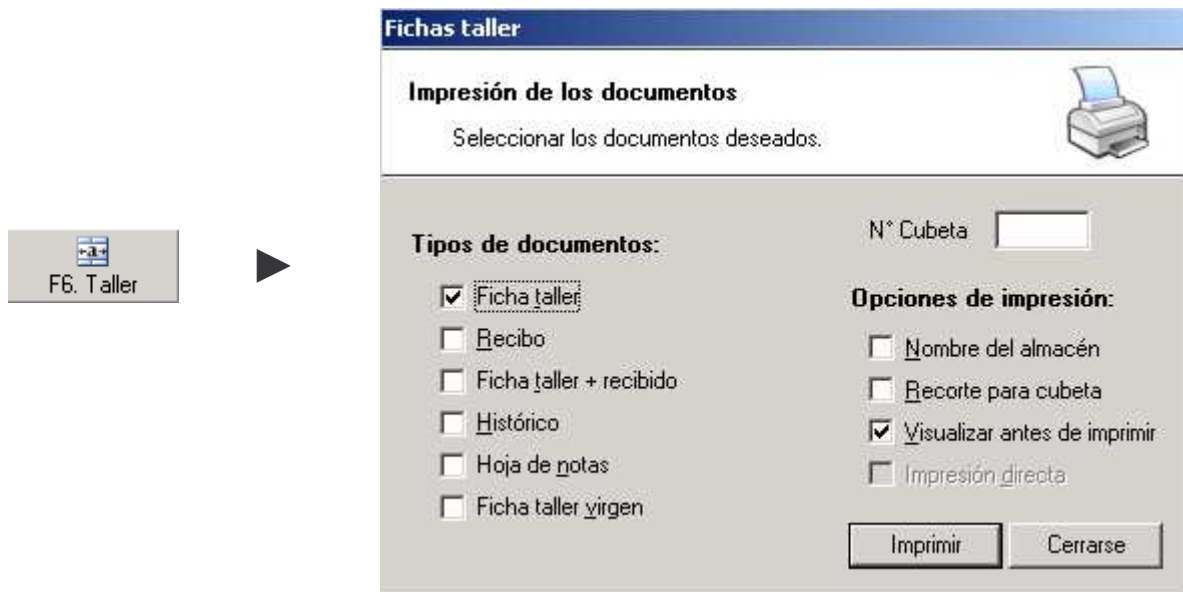 Fichas taller
Impresión de los documentos
Seleccionar los documentos deseados.
F6. Taller
Tipos de documentos:
Ficha taller
Recibo
Ficha taller + recibido
Histórico
Hoja de notas
Ficha taller virgen
N° Cubeta
Opciones de impresión:
Nombre del almacén
Recorte para cubeta
Visualizar antes de imprimir
Impresión directa
Imprimir
Cerrarse